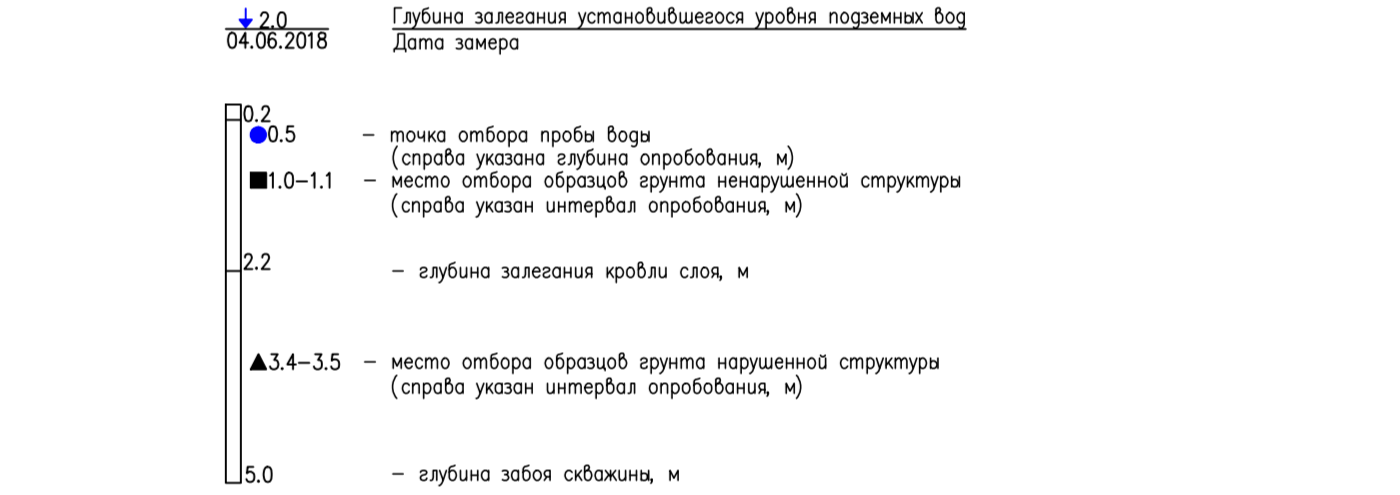 2.0 Глубина залегания установившегося уровня подземных вод
04.06.2018 Дата замера
0.2
0.5 – точка отбора пробы воды
(справа указана глубина опробования, м)
1.0–1.1 – место отбора образцов грунта ненарушенной структуры
(справа указан интервал опробования, м)
2.2 – глубина залегания кровли слоя, м
3.4–3.5 – место отбора образцов грунта нарушенной структуры
(справа указан интервал опробования, м)
5.0 – глубина забоя скважины, м